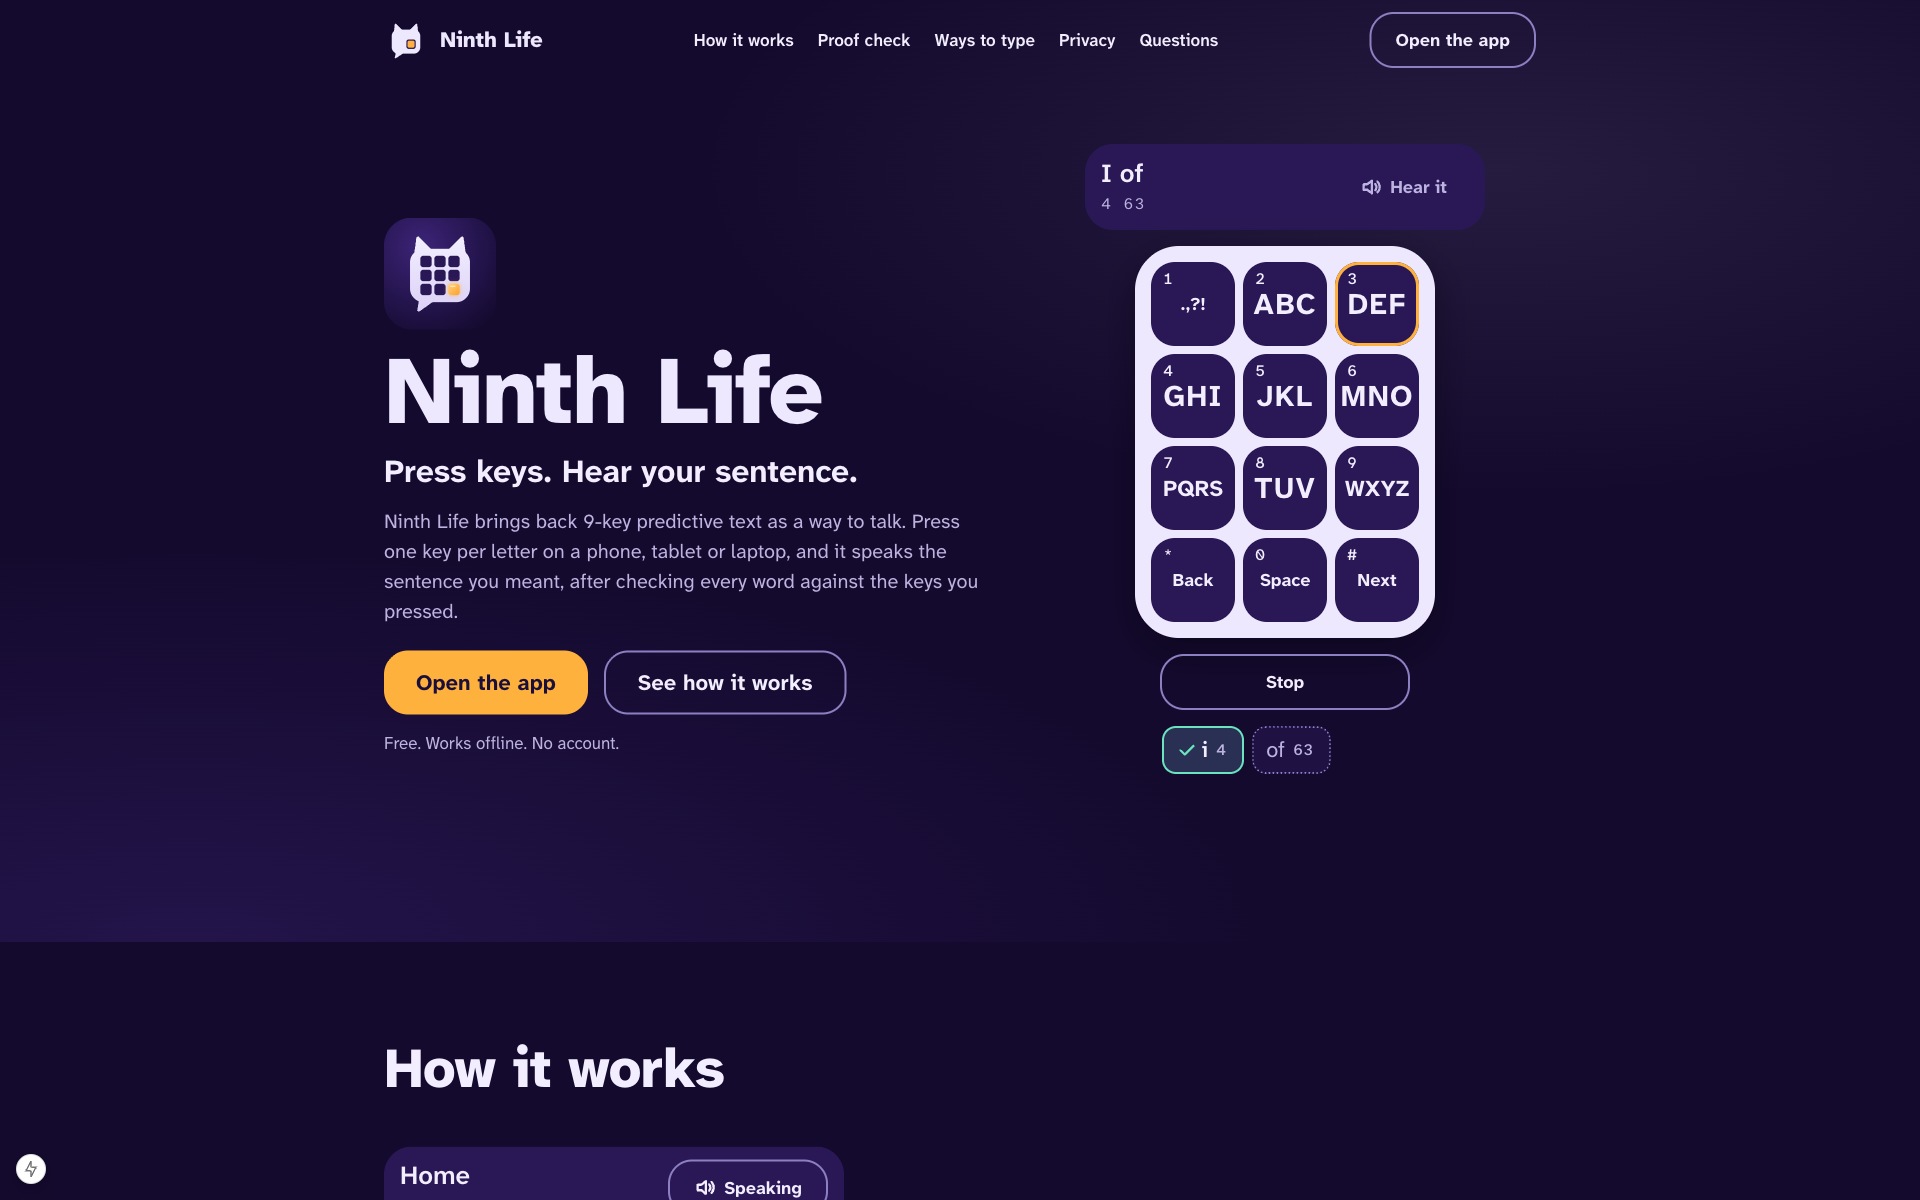 Ninth Life
How it works
Proof check
Ways to type
Privacy
Questions
Open the app
Ninth Life
Press keys. Hear your sentence.
Ninth Life brings back 9-key predictive text as a way to talk. Press
one key per letter on a phone, tablet or laptop, and it speaks the
sentence you meant, after checking every word against the keys you
pressed.
Open the app
See how it works
Free. Works offline. No account.
I of
4 63
Hear it
1
.,?!
2
ABC
3
DEF
4
GHI
5
JKL
6
MNO
7
PQRS
8
TUV
9
WXYZ
*
Back
0
Space
#
Next
Stop
i 4
of 63
How it works
Home
Speaking